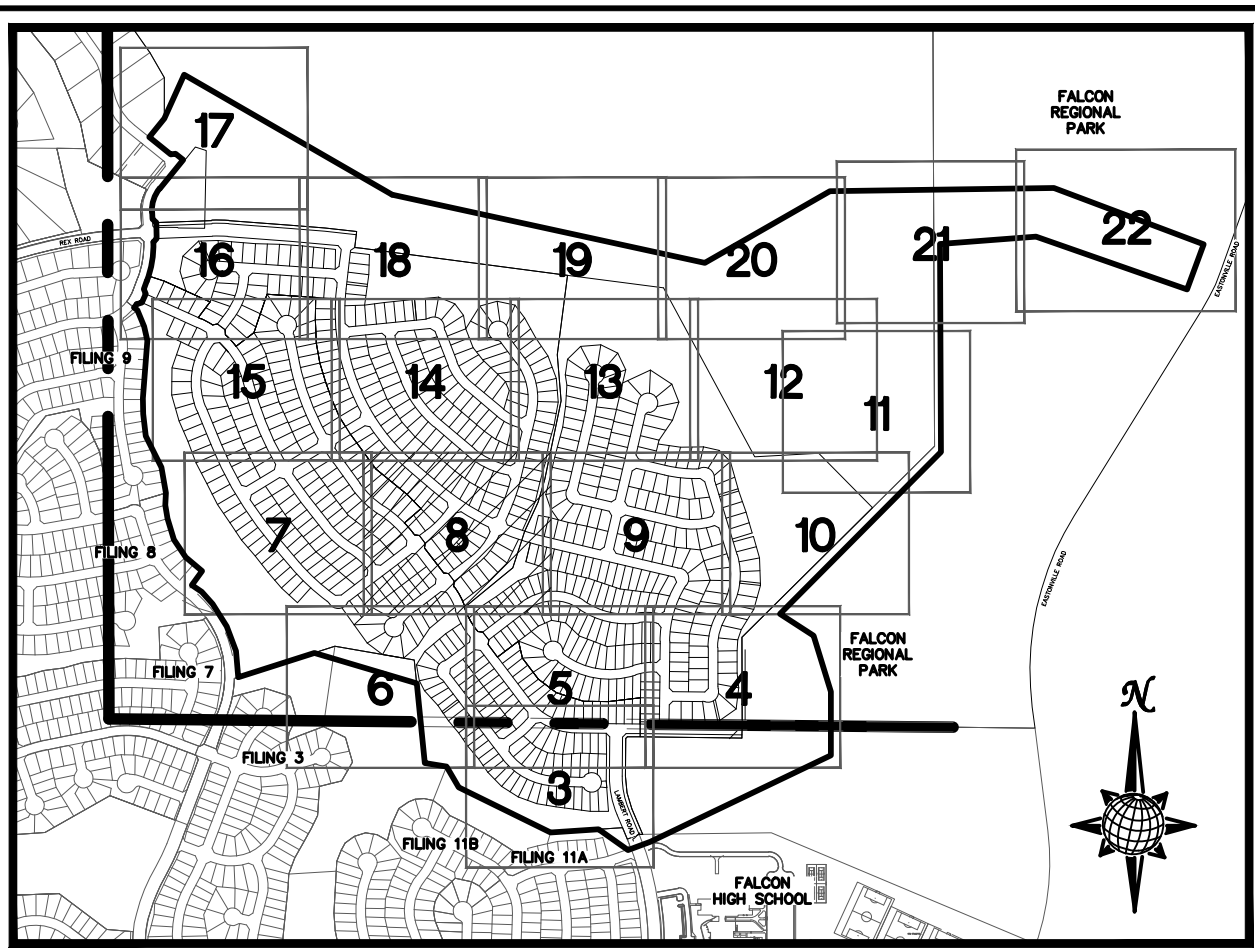 FALCON
REGIONAL
PARK
17
22
REX ROAD
21
16
18
19
20
EASTONVILLE ROAD
FILING 9
15
14
13
12
11
7
8
9
10
FILING 8
EASTONVILLE ROAD
FALCON
REGIONAL
PARK
FILING 7
6
5
4
N
FILING 3
3
LAMBERT ROAD
FILING 11B
FILING 11A
FALCON
HIGH SCHOOL